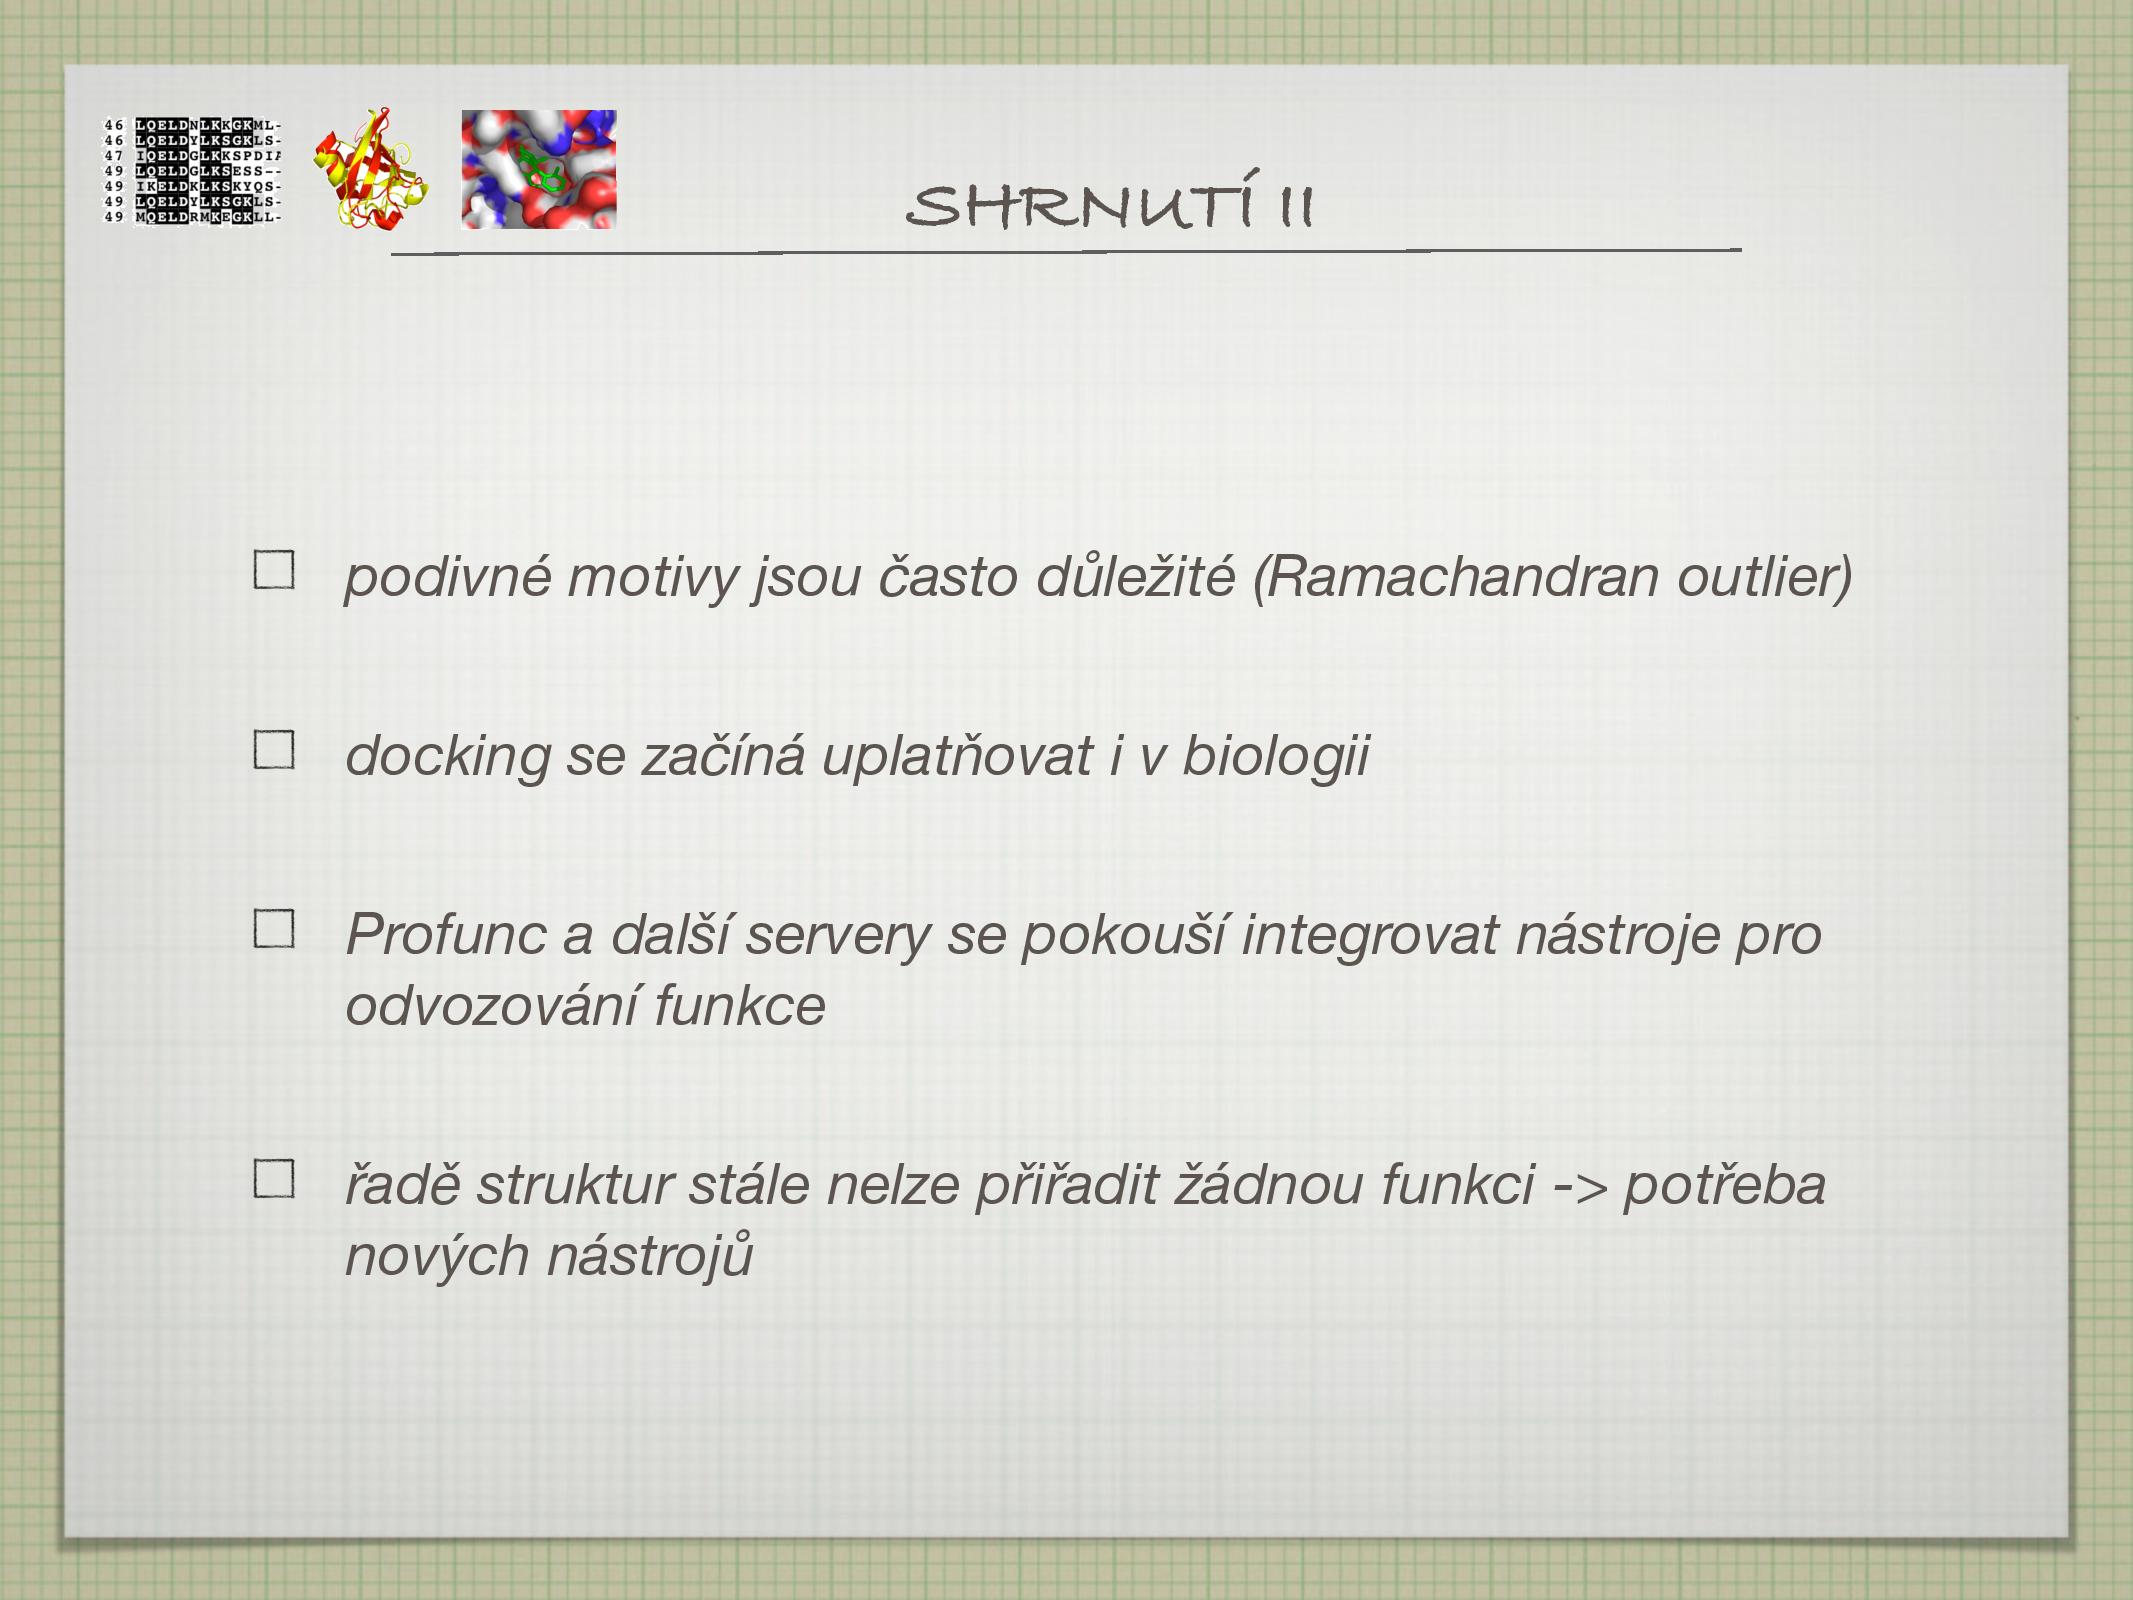 46 LQELDNLKKGKML-
46 LQELDYLKSGKLS-
47 IQELDGLKKSPDIA
49 LQELDGLKSESS--
49 IKELDKLKSKYQS-
49 LQELDYLKSGKLS-
49 MQELDRMKEGKLL-
SHRNUTÍ II
podivné motivy jsou často důležité (Ramachandran outlier)
docking se začíná uplatňovat i v biologii
Profunc a další servery se pokouší integrovat nástroje pro
odvozování funkce
řadě struktur stále nelze přiřadit žádnou funkci -> potřeba
nových nástrojů